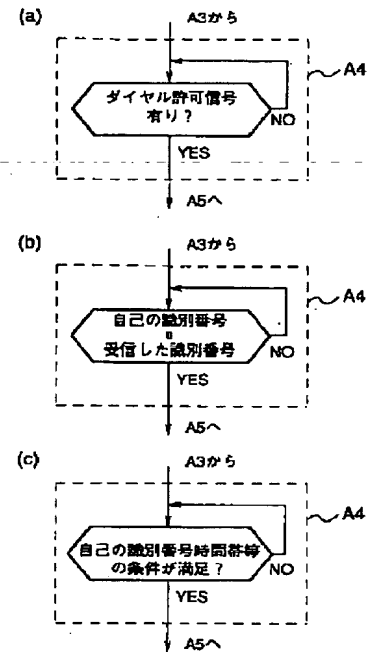 (a)
A3から
A4
ダイヤル許可信号
有り？
NO
YES
A5へ
(b)
A3から
A4
自己の識別番号
=
受信した識別番号
NO
YES
A5へ
(c)
A3から
A4
自己の識別番号時間帯等
の条件が満足？
NO
YES
A5へ